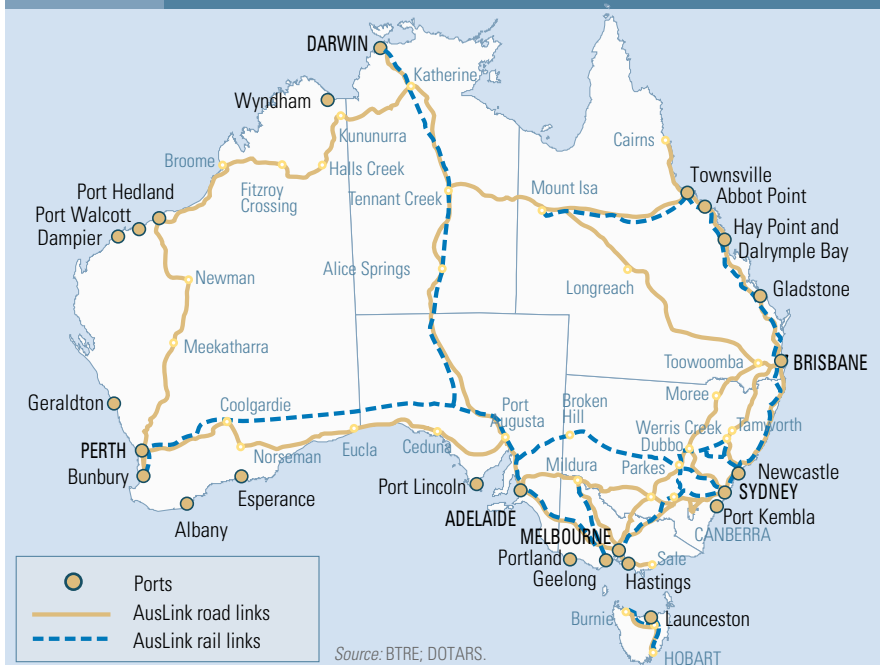 DARWIN
Katherine
Wyndham
Kununurra
Cairns
Broome
Halls Creek
Fitzroy
Crossing
Tennant Creek
Mount Isa
Townsville
Abbot Point
Port Hedland
Port Walcott
Dampier
Hay Point and
Dalrymple Bay
Newman
Alice Springs
Longreach
Gladstone
Meekatharra
Toowoomba
BRISBANE
Geraldton
Coolgardie
Port
Augusta
Broken
Hill
Moree
Werris Creek
Tamworth
Dubbo
PERTH
Norseman
Eucla
Ceduna
Mildura
Parkes
Newcastle
Bunbury
Esperance
Port Lincoln
SYDNEY
Albany
ADELAIDE
Port Kembla
MELBOURNE
CANBERRA
Portland
Sale
Geelong
Hastings
Ports
AusLink road links
AusLink rail links
Burnie
Launceston
HOBART
Source: BTRE; DOTARS.